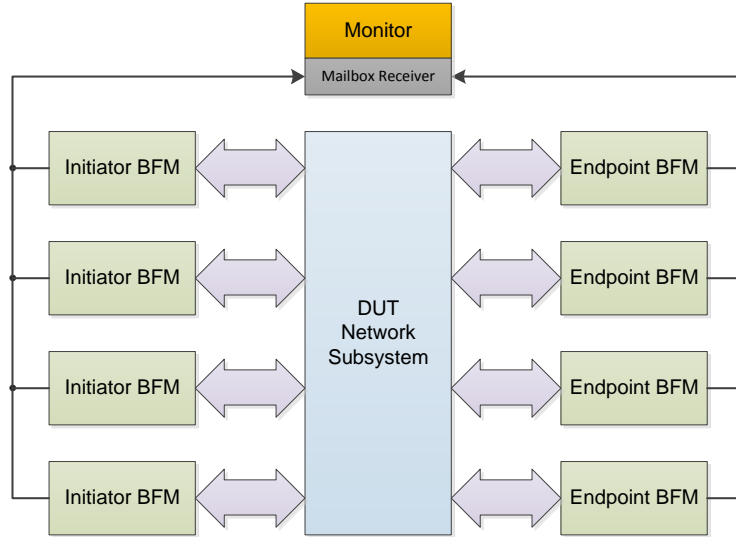 Monitor
Mailbox Receiver
Initiator BFM
Endpoint BFM
Initiator BFM
Endpoint BFM
DUT
Network
Subsystem
Initiator BFM
Endpoint BFM
Initiator BFM
Endpoint BFM